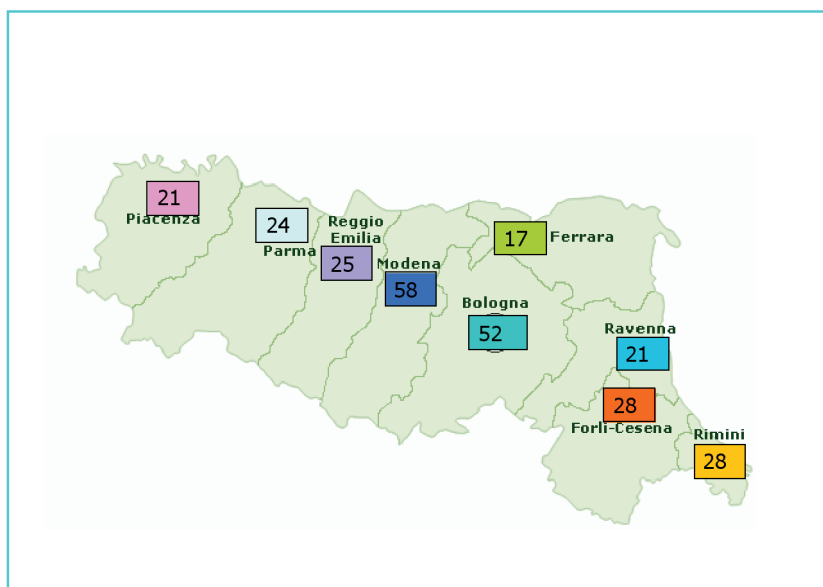 21
Piacenza
24
Parma
Reggio
Emilia
25
Modena
58
17
Ferrara
Bologna
52
Ravenna
21
28
Forlì-Cesena
Rimini
28